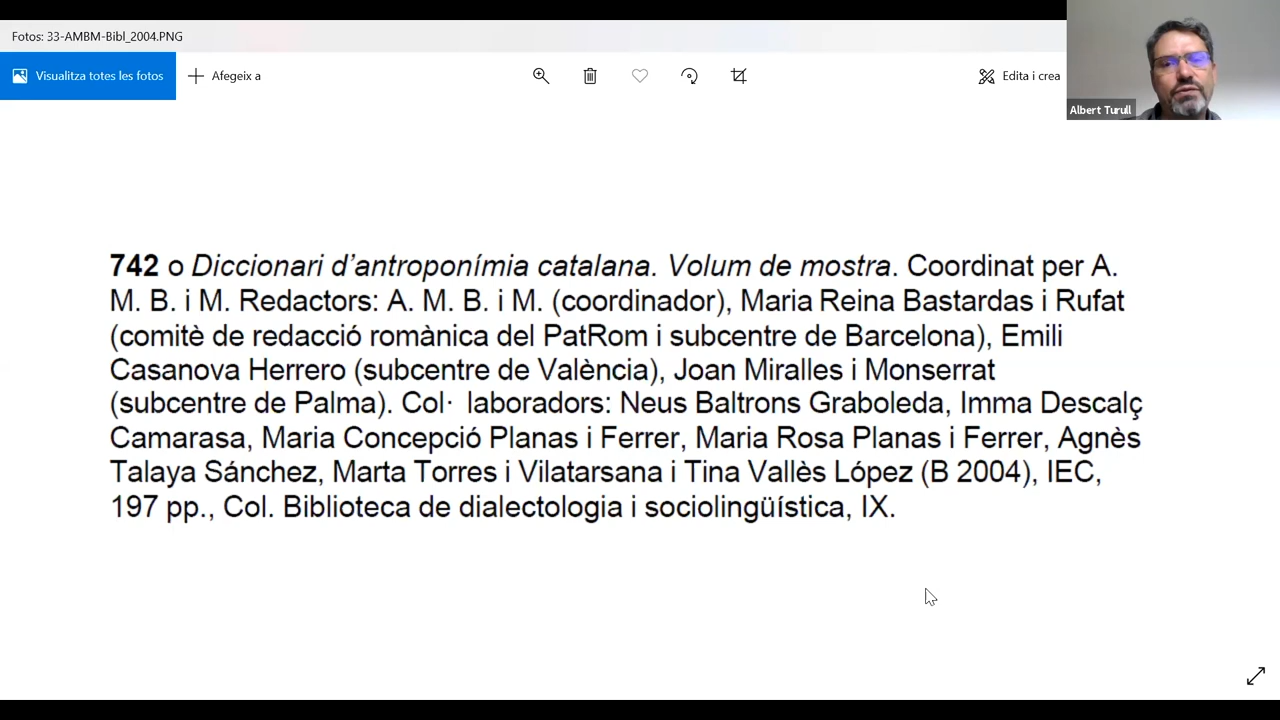 Fotos: 33-AMBM-Bibl_2004.PNG
Visualitza totes les fotos
Afegeix a
Edita i crea
Albert Turull
742 o Diccionari d’antroponímia catalana. Volum de mostra. Coordinat per A.
M. B. i M. Redactors: A. M. B. i M. (coordinador), Maria Reina Bastardas i Rufat
(comitè de redacció romànica del PatRom i subcentre de Barcelona), Emili
Casanova Herrero (subcentre de València), Joan Miralles i Monserrat
(subcentre de Palma). Col· laboradors: Neus Baltrons Graboleda, Imma Descalç
Camarasa, Maria Concepció Planas i Ferrer, Maria Rosa Planas i Ferrer, Agnès
Talaya Sánchez, Marta Torres i Vilatarsana i Tina Vallès López (B 2004), IEC,
197 pp., Col. Biblioteca de dialectologia i sociolingüística, IX.